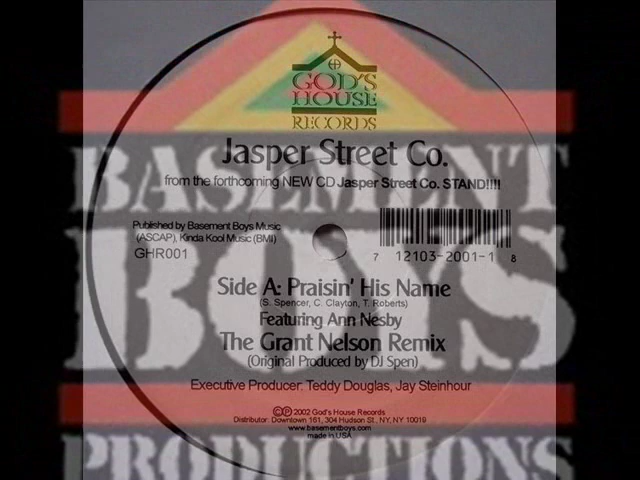 GOD'S
HOUSE
RECORDS
Jasper Street Co.
from the forthcoming NEW CD Jasper Street Co. STAND!!!!
BASEMENT
Published by Basement Boys Music
(ASCAP), Kinda Kool Music (BMI)
GHR001
7 12103-2001-1 8
BOYS
Side A: Praisin' His Name
(S. Spencer, C. Clayton, T. Roberts)
Featuring Ann Nesby
The Grant Nelson Remix
(Original Produced by DJ Spen)
Executive Producer: Teddy Douglas, Jay Steinhour
©℗ 2002 God's House Records
Distributor: Downtown 161, 304 Hudson St., NY, NY 10019
www.basementboys.com
made in USA
PRODUCTIONS